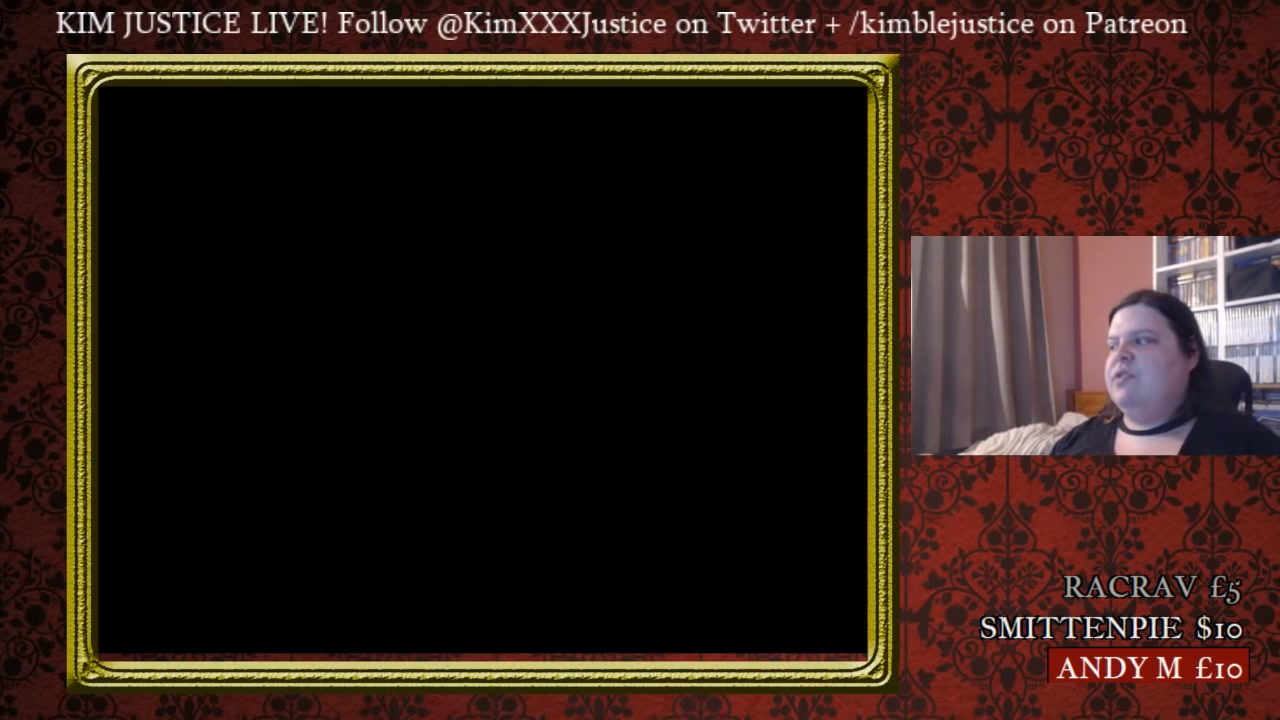 KIM JUSTICE LIVE! Follow @KimXXXJustice on Twitter + /kimblejustice on Patreon
RACRAV £5
SMITTENPIE $10
ANDY M £10